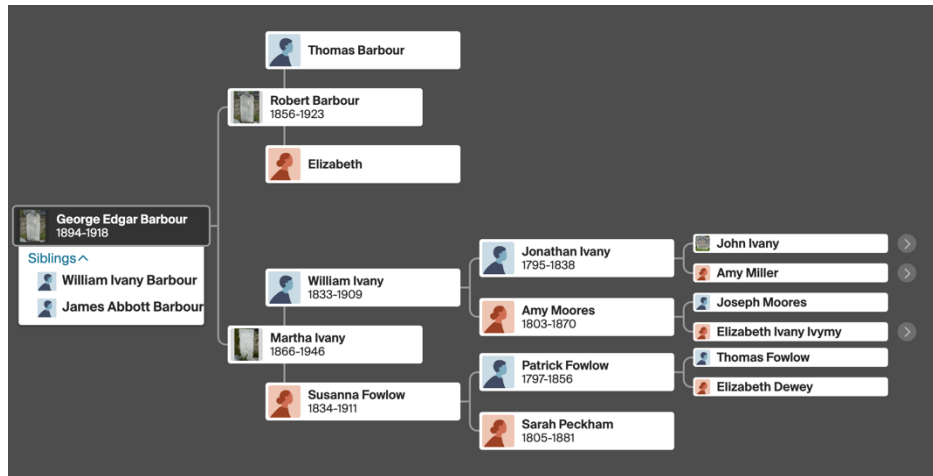 Thomas Barbour
Robert Barbour
1856-1923
Elizabeth
George Edgar Barbour
1894-1918
Siblings
William Ivany Barbour
James Abbott Barbour
William Ivany
1833-1909
Martha Ivany
1866-1946
Susanna Fowlow
1834-1911
Jonathan Ivany
1795-1838
Amy Moores
1803-1870
Patrick Fowlow
1797-1856
Sarah Peckham
1805-1881
John Ivany
Amy Miller
Joseph Moores
Elizabeth Ivany Ivymy
Thomas Fowlow
Elizabeth Dewey